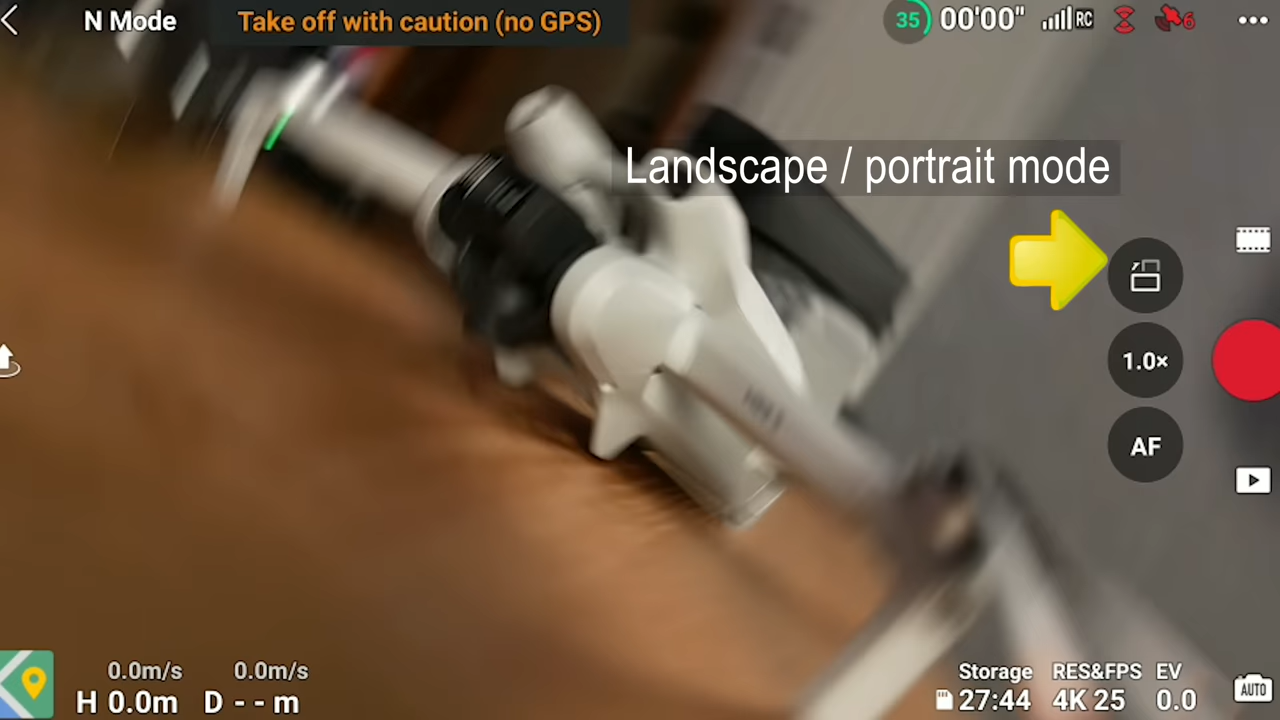 N Mode
Take off with caution (no GPS)
35
00'00"
RC
6
Landscape / portrait mode
1.0×
AF
0.0m/s
0.0m/s
H 0.0m
D - - m
Storage
27:44
RES&FPS
4K 25
EV
0.0
AUTO